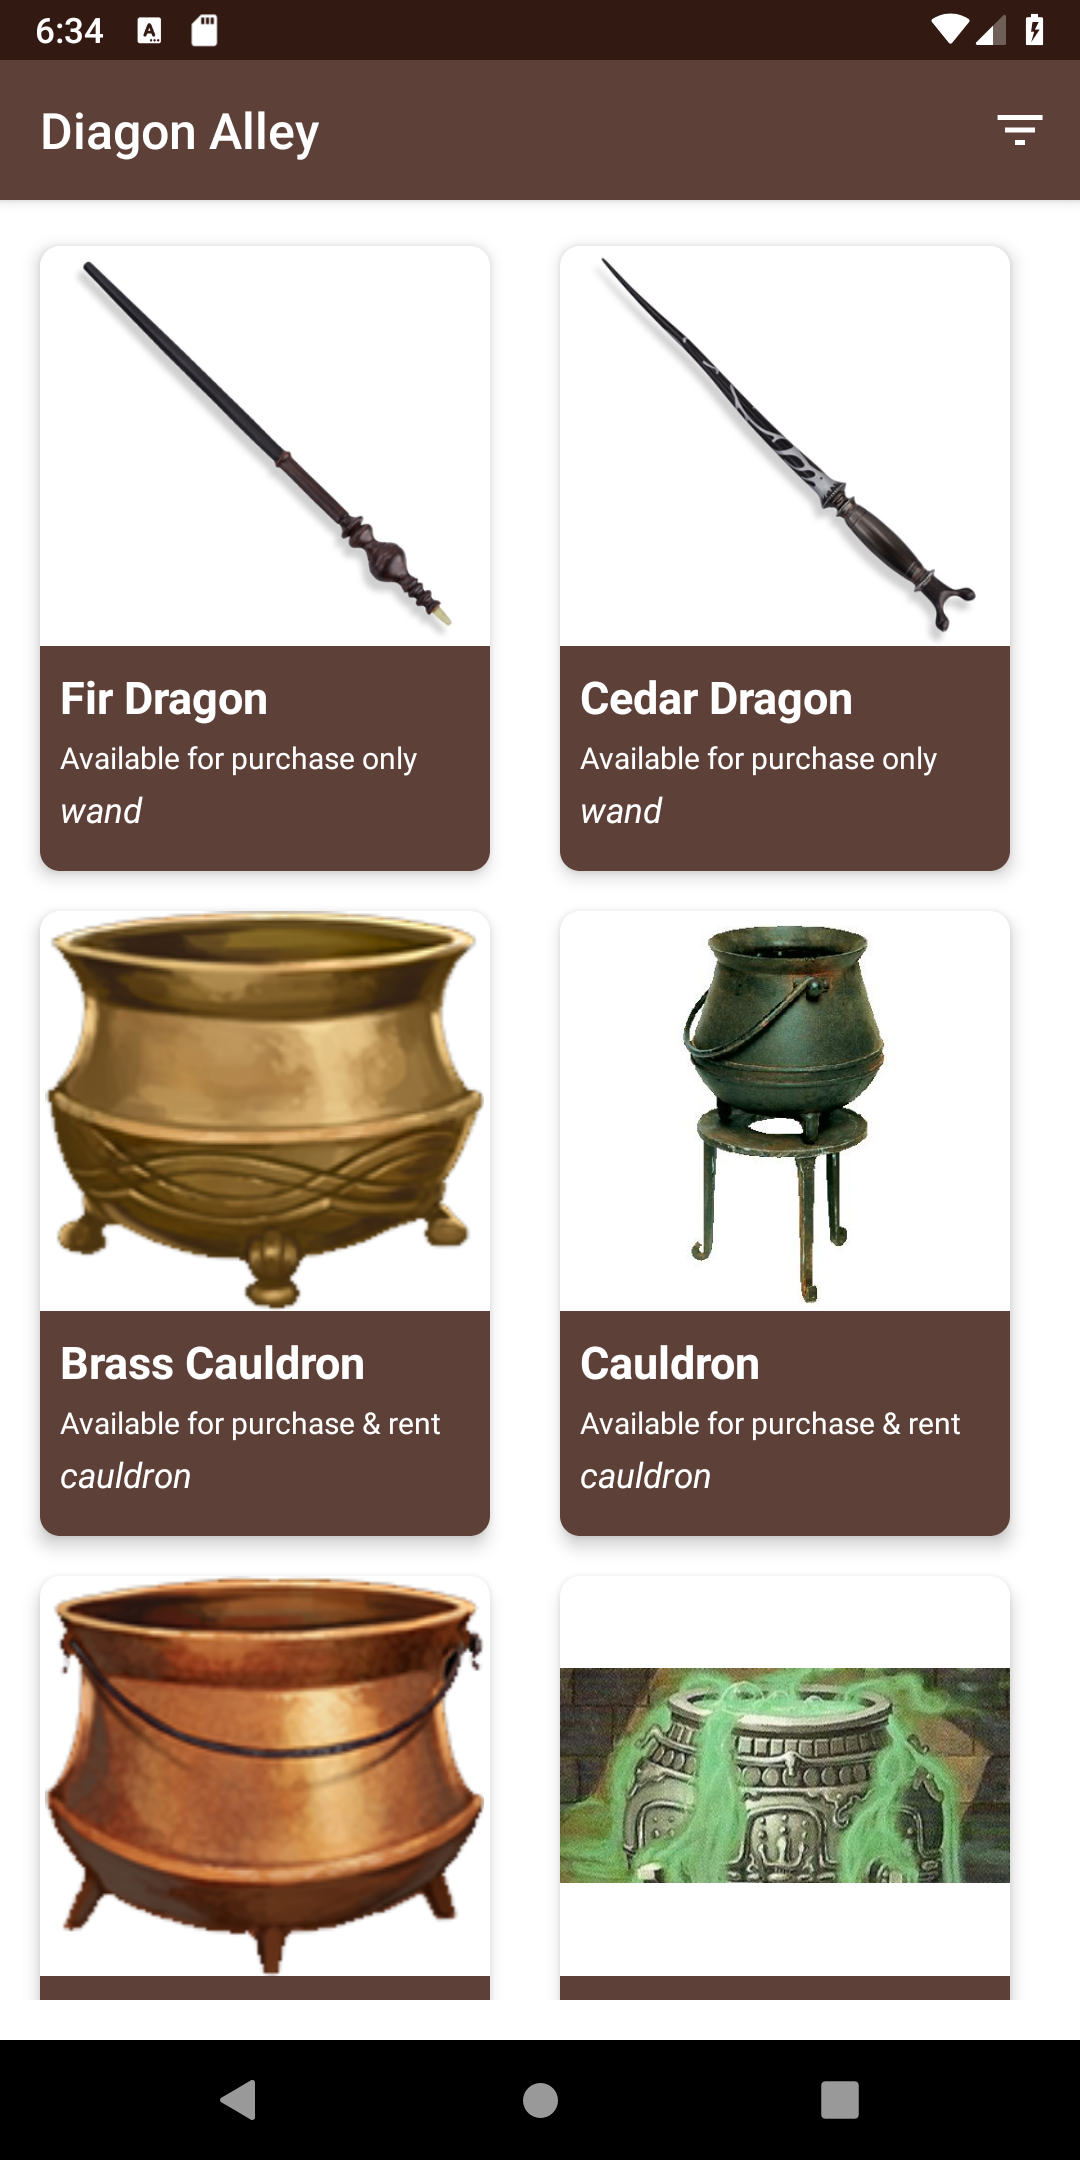 6:34
Diagon Alley
Fir Dragon
Available for purchase only
wand
Cedar Dragon
Available for purchase only
wand
Brass Cauldron
Available for purchase & rent
cauldron
Cauldron
Available for purchase & rent
cauldron